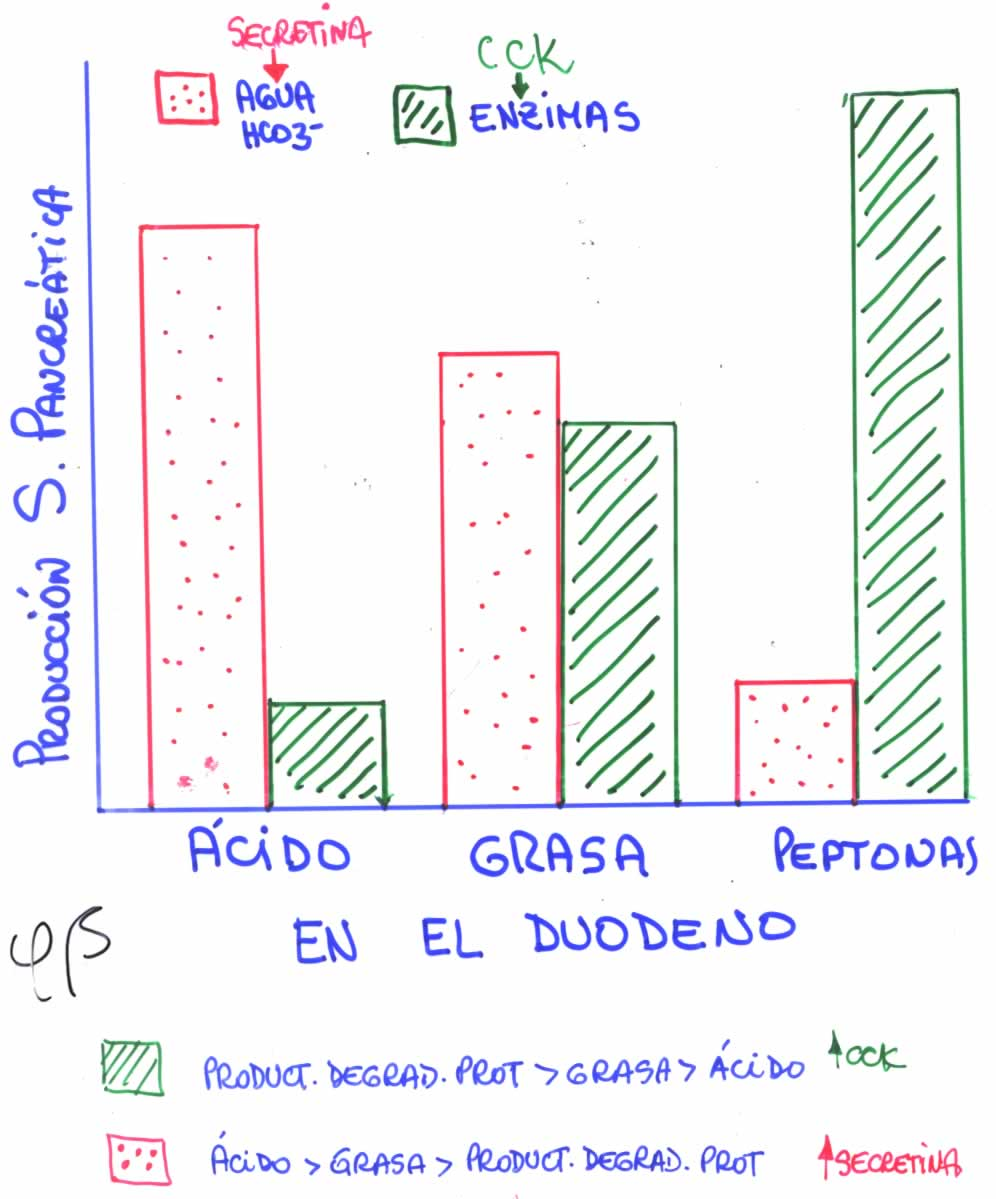 SECRETINA
CCK
AGUA
HCO3-
ENZIMAS
PRODUCCIÓN S. PANCREÁTICA
ÁCIDO
GRASA
PEPTONAS
EN EL DUODENO
PRODUCT. DEGRAD. PROT > GRASA > ÁCIDO ↑CCK
ÁCIDO > GRASA > PRODUCT. DEGRAD. PROT ↑SECRETINA